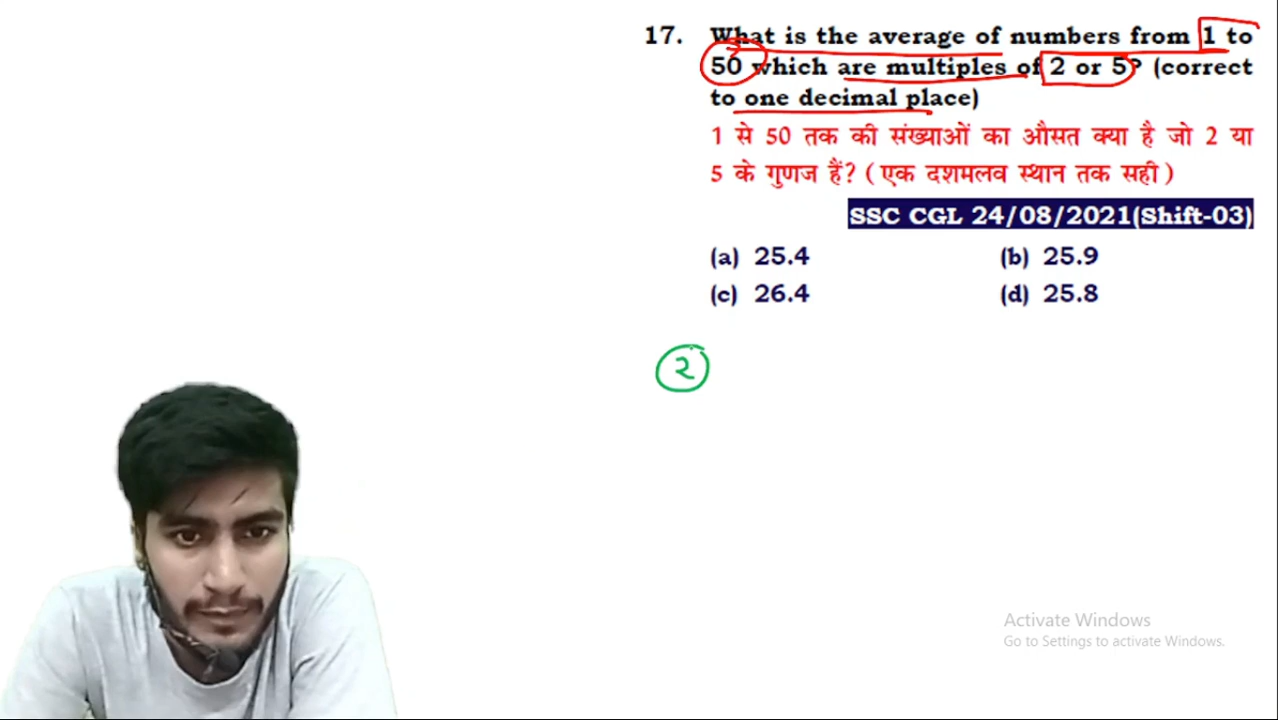 17. What is the average of numbers from 1 to
50 which are multiples of 2 or 5? (correct
to one decimal place)
1 से 50 तक की संख्याओं का औसत क्या है जो 2 या
5 के गुणज हैं? (एक दशमलव स्थान तक सही)
SSC CGL 24/08/2021(Shift-03)
(a) 25.4 (b) 25.9
(c) 26.4 (d) 25.8
2
Activate Windows
Go to Settings to activate Windows.